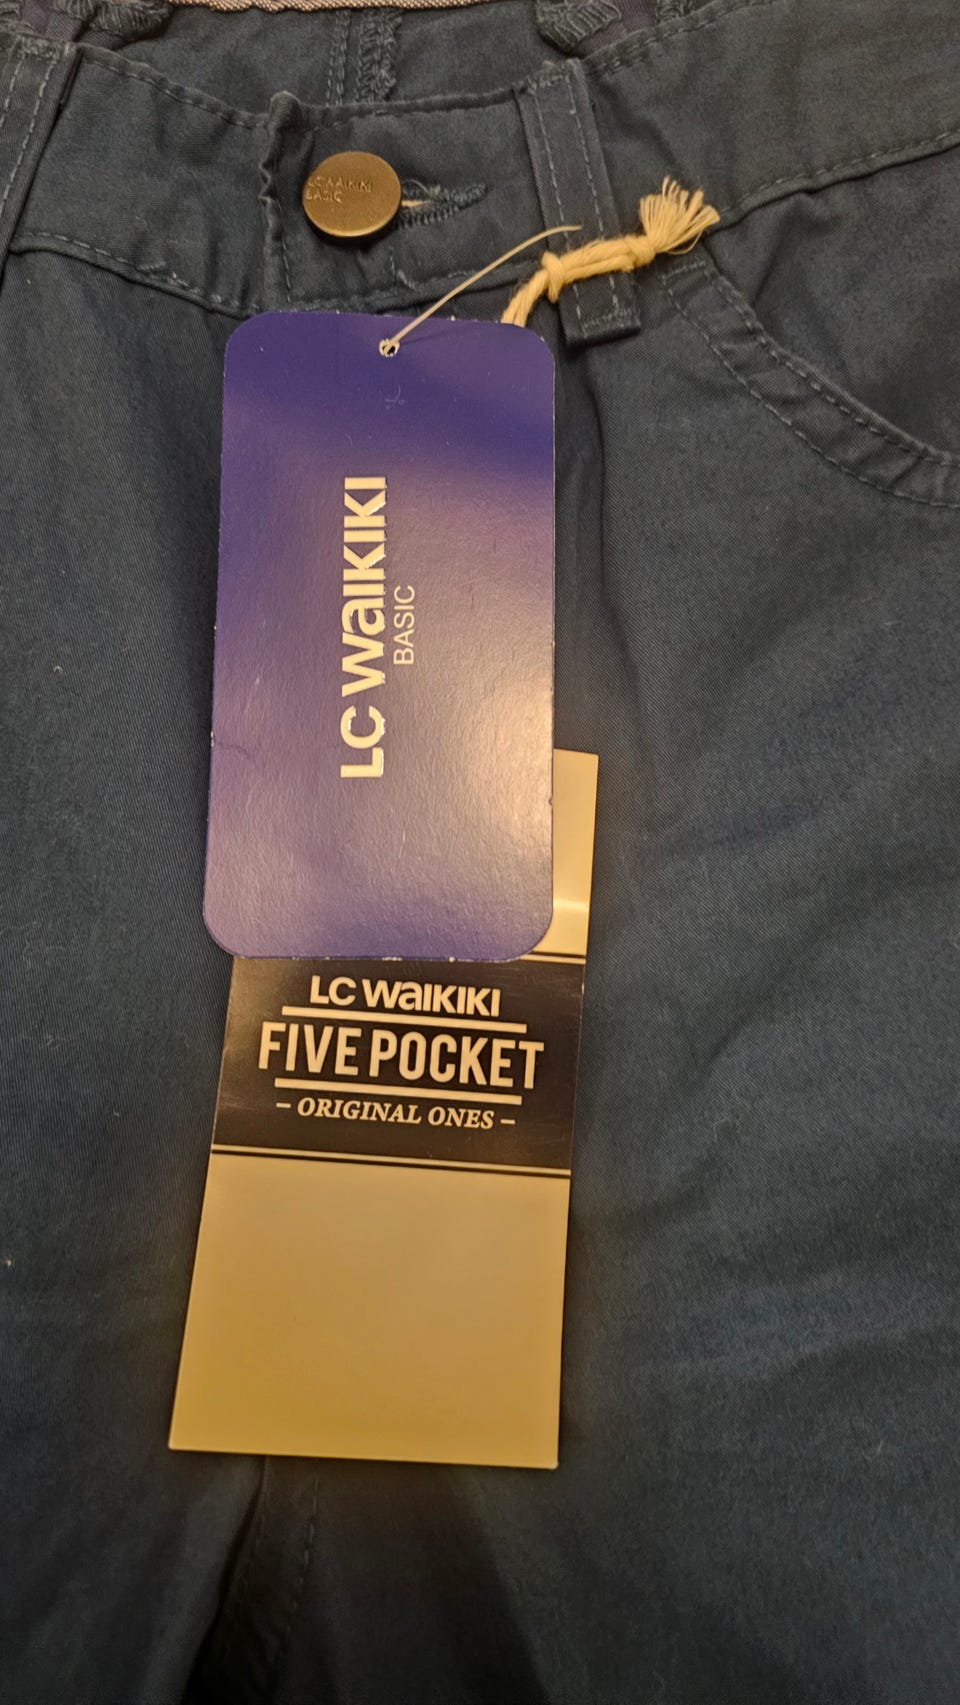 LC WAIKIKI
BASIC
LC WAIKIKI
BASIC
LC WAIKIKI
FIVE POCKET
– ORIGINAL ONES –